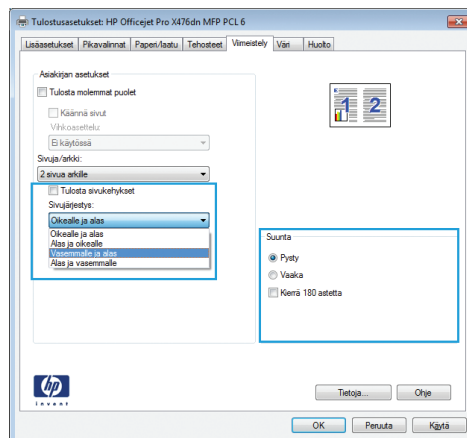 Tulostusasetukset: HP Officejet Pro X476dn MFP PCL 6
Lisäasetukset Pikavalinnat Paperi/laatu Tehosteet Viimeistely Väri Huolto
Asiakirjan asetukset
Tulosta molemmat puolet
Käännä sivut
Vihkoasettelu:
Ei käytössä
Sivuja/arkki:
2 sivua arkille
Tulosta sivukehykset
Sivujärjestys:
Oikealle ja alas
Oikealle ja alas
Alas ja oikealle
Vasemmalle ja alas
Alas ja vasemmalle
1 2
Suunta
Pysty
Vaaka
Kierrä 180 astetta
hp
invent
Tietoja... Ohje
OK Peruuta Käytä